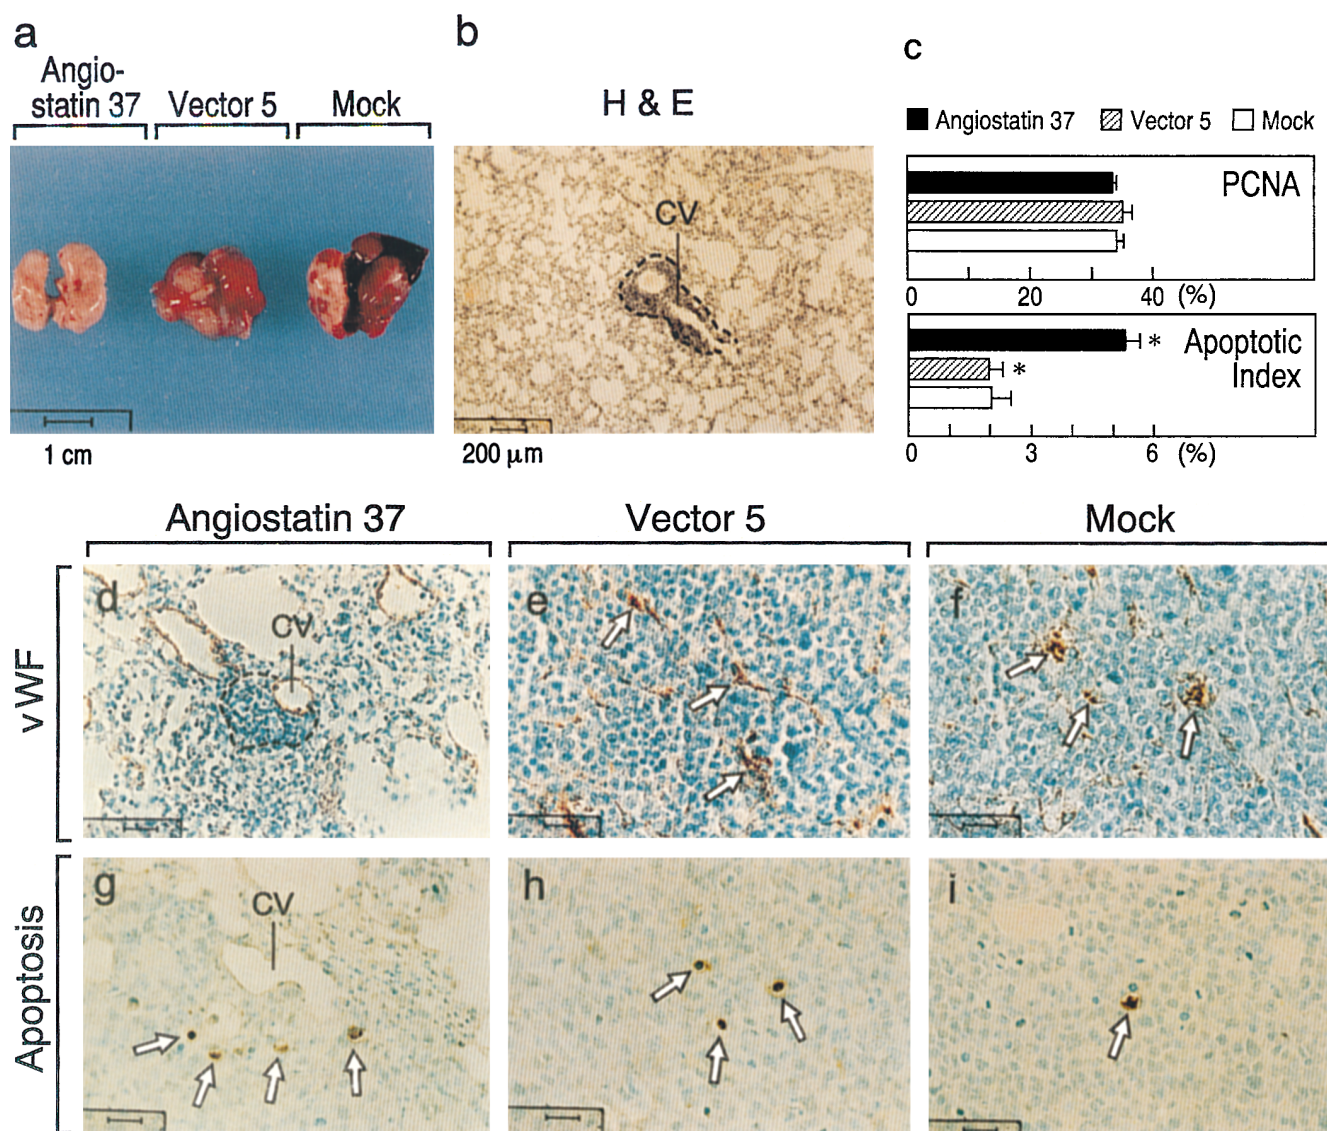 a
Angio-
statin 37
Vector 5
Mock
1 cm
b
H & E
CV
200 μm
c
Angiostatin 37
Vector 5
Mock
PCNA
0 20 40 (%)
* Apoptotic
* Index
0 3 6 (%)
Angiostatin 37
Vector 5
Mock
vWF
d
CV
e
f
Apoptosis
g
CV
h
i